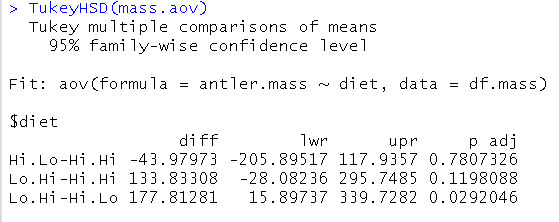 > TukeyHSD(mass.aov)
Tukey multiple comparisons of means
95% family-wise confidence level
Fit: aov(formula = antler.mass ~ diet, data = df.mass)
$diet
diff lwr upr p adj
Hi.Lo-Hi.Hi -43.97973 -205.89517 117.9357 0.7807326
Lo.Hi-Hi.Hi 133.83308 -28.08236 295.7485 0.1198088
Lo.Hi-Hi.Lo 177.81281 15.89737 339.7282 0.0292046